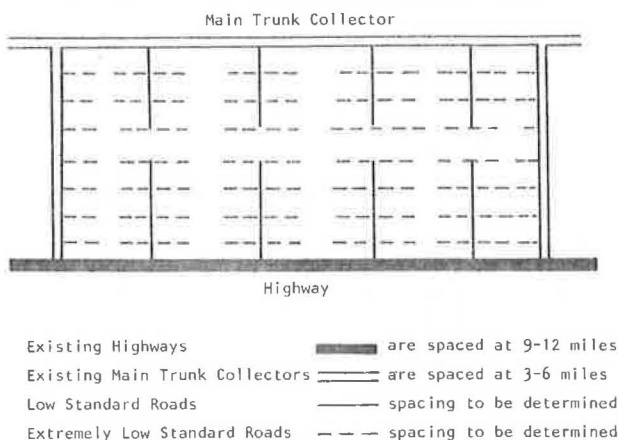 Main Trunk Collector
Highway
Existing Highways are spaced at 9-12 miles
Existing Main Trunk Collectors are spaced at 3-6 miles
Low Standard Roads spacing to be determined
Extremely Low Standard Roads spacing to be determined